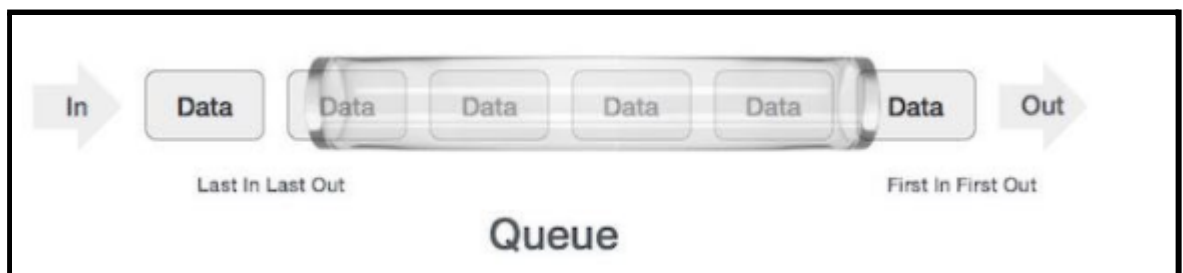 In Data Data Data Data Data Data Out
Last In Last Out First In First Out
Queue